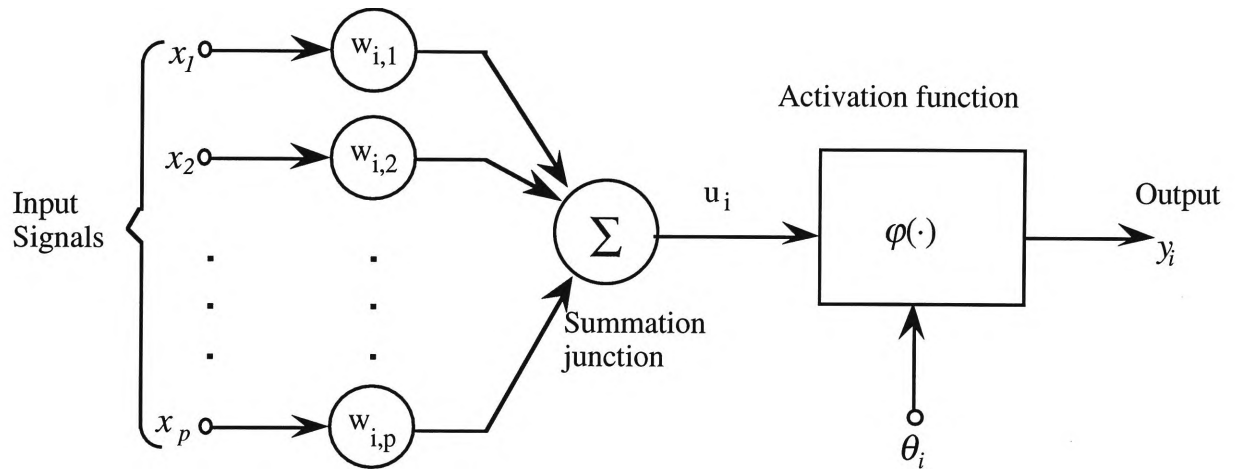 x1
wi,1
Activation function
x2
wi,2
Input
Signals
Σ
ui
φ(·)
Output
yi
Summation
junction
xp
wi,p
θi